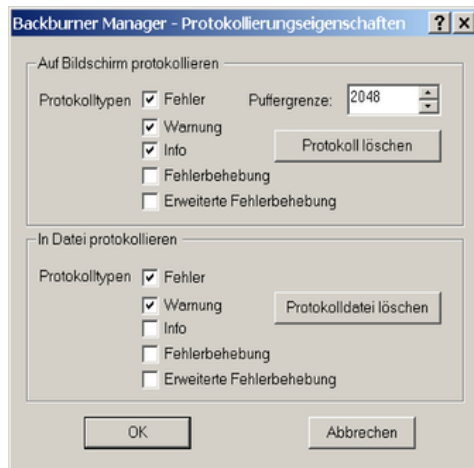 Backburner Manager - Protokollierungseigenschaften
Auf Bildschirm protokollieren
Protokolltypen Fehler Puffergrenze: 2048
Warnung
Info Protokoll löschen
Fehlerbehebung
Erweiterte Fehlerbehebung
In Datei protokollieren
Protokolltypen Fehler
Warnung Protokolldatei löschen
Info
Fehlerbehebung
Erweiterte Fehlerbehebung
OK Abbrechen